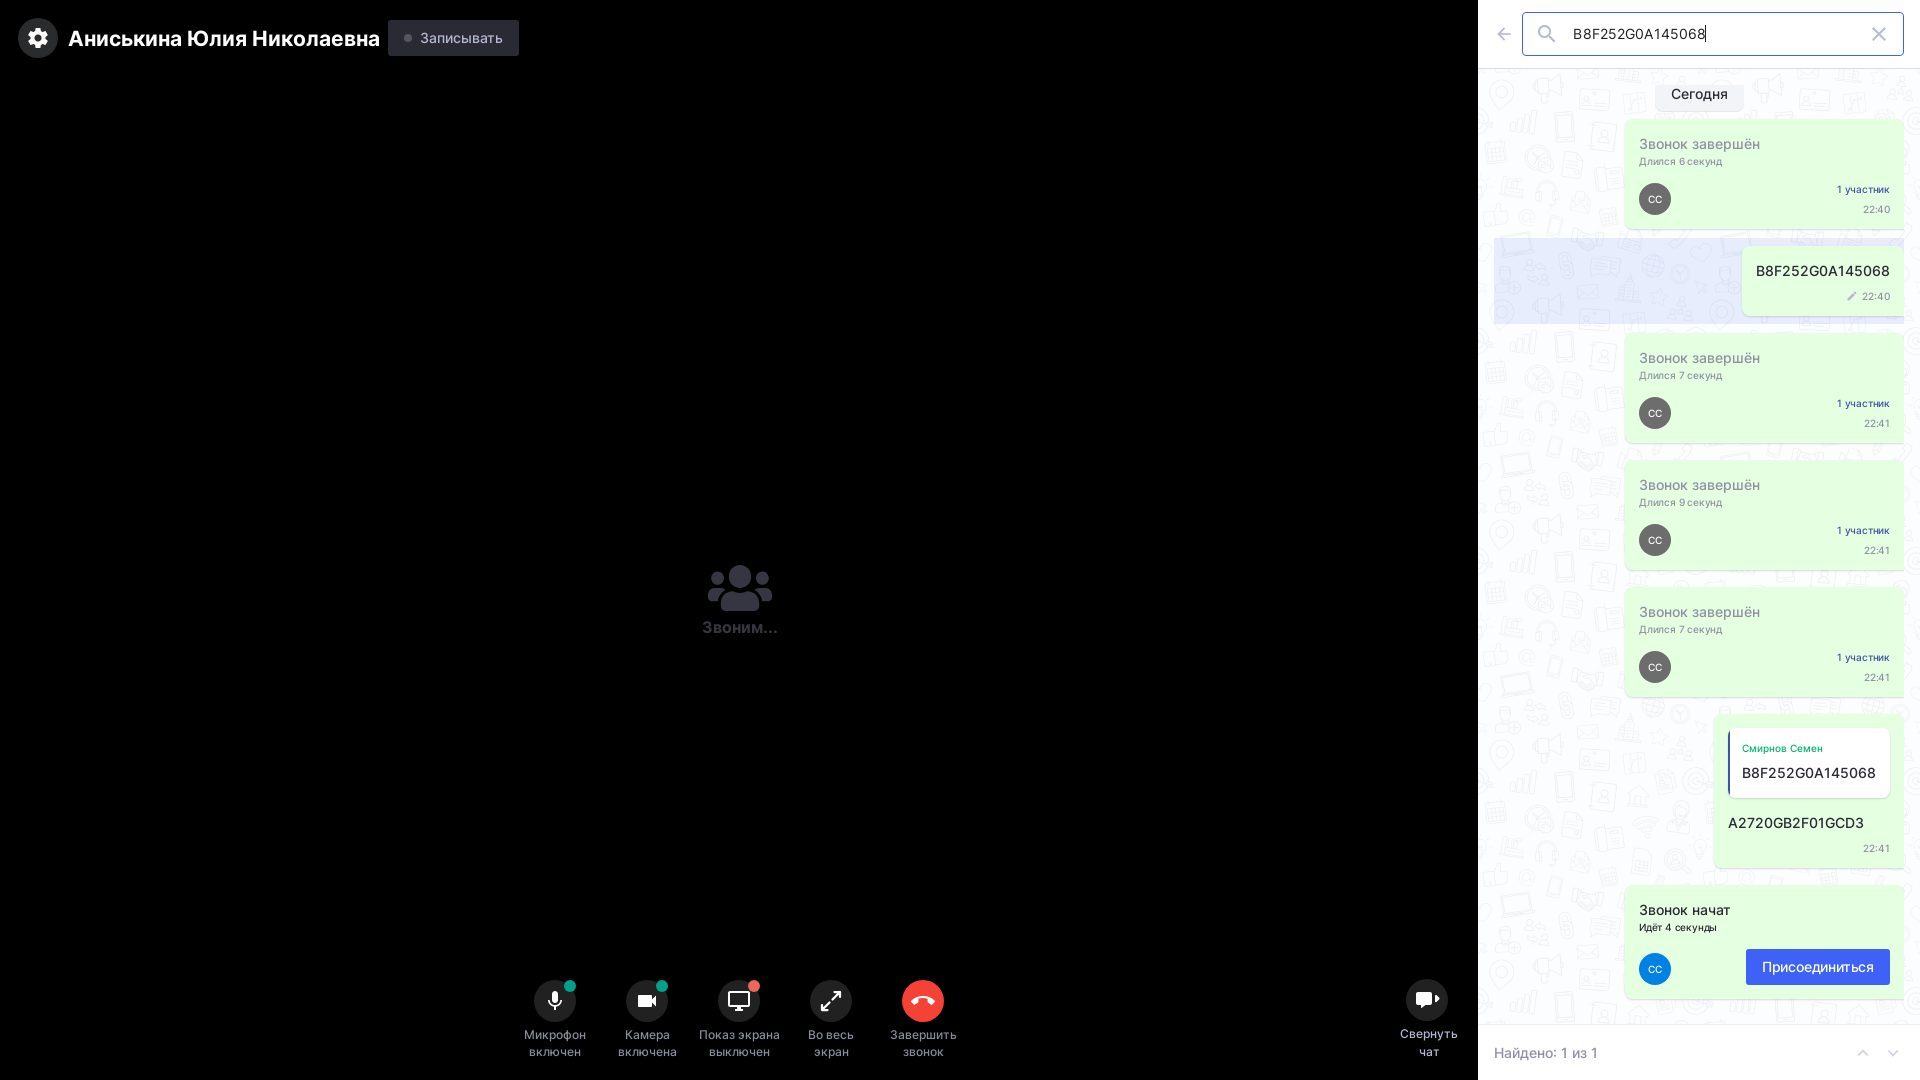 Аниськина Юлия Николаевна
Записывать
B8F252G0A145068
Сегодня
Звонок завершён
Длился 6 секунд
СС
1 участник
22:40
B8F252G0A145068
22:40
Звонок завершён
Длился 7 секунд
СС
1 участник
22:41
Звонок завершён
Длился 9 секунд
СС
1 участник
22:41
Звонок завершён
Длился 7 секунд
СС
1 участник
22:41
Смирнов Семен
B8F252G0A145068
A2720GB2F01GCD3
22:41
Звонок начат
Идёт 4 секунды
СС
Присоединиться
Найдено: 1 из 1
Звоним...
Микрофон
включен
Камера
включена
Показ экрана
выключен
Во весь
экран
Завершить
звонок
Свернуть
чат